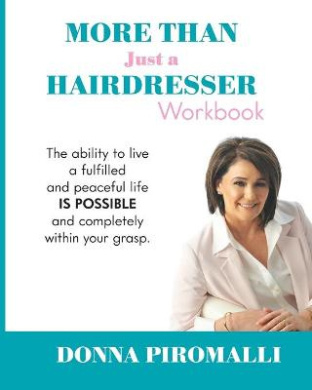 MORE THAN
Just a
HAIRDRESSER
Workbook
The ability to live
a fulfilled
and peaceful life
IS POSSIBLE
and completely
within your grasp.
DONNA PIROMALLI